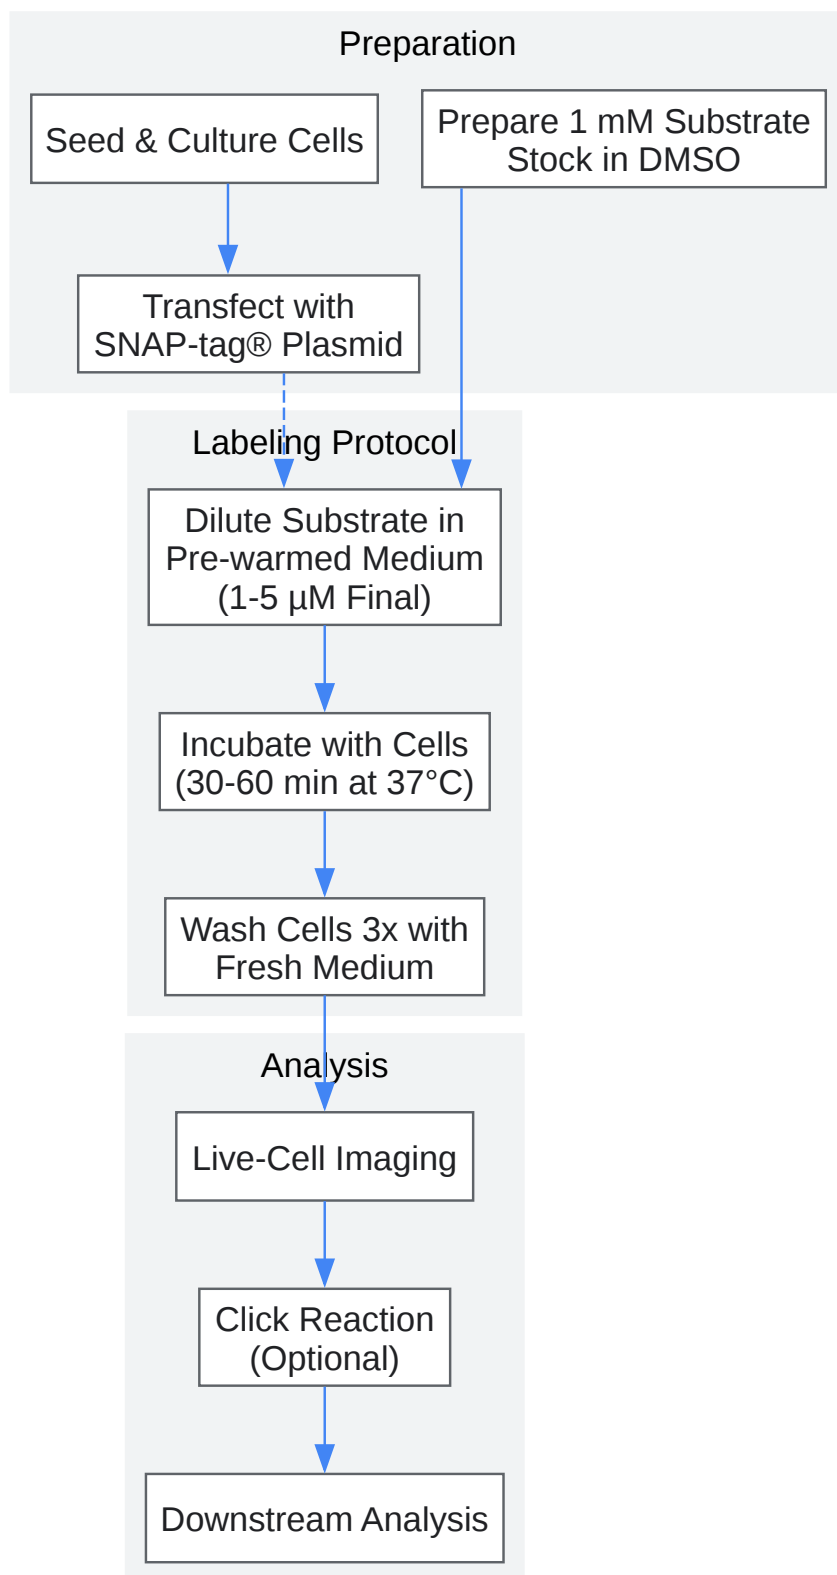 Preparation
Seed & Culture Cells
Prepare 1 mM Substrate
Stock in DMSO
Transfect with
SNAP-tag® Plasmid
Labeling Protocol
Dilute Substrate in
Pre-warmed Medium
(1-5 µM Final)
Incubate with Cells
(30-60 min at 37°C)
Wash Cells 3x with
Fresh Medium
Analysis
Live-Cell Imaging
Click Reaction
(Optional)
Downstream Analysis